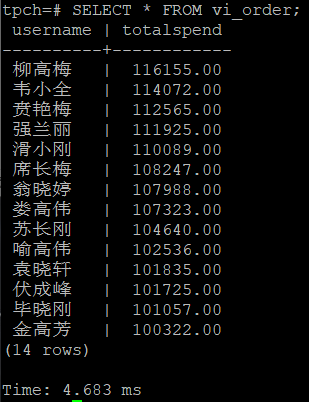 tpch=# SELECT * FROM vi_order;
username | totalspend
----------+------------
柳高梅 | 116155.00
韦小全 | 114072.00
贲艳梅 | 112565.00
强兰丽 | 111925.00
滑小刚 | 110089.00
席长梅 | 108247.00
翁晓婷 | 107988.00
娄高伟 | 107323.00
苏长刚 | 104640.00
喻高伟 | 102536.00
袁晓轩 | 101835.00
伏成峰 | 101725.00
毕晓刚 | 101057.00
金高芳 | 100322.00
(14 rows)
Time: 4.683 ms